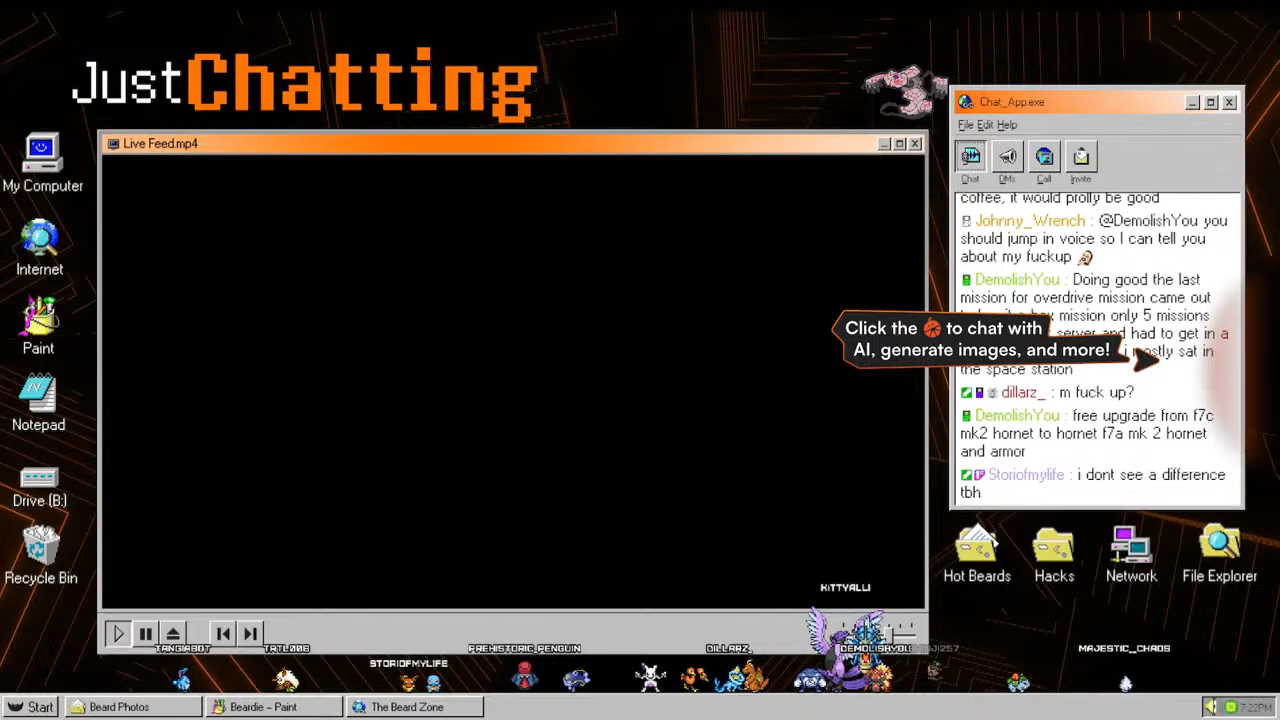 JustChatting
Live Feed.mp4
My Computer
Internet
Paint
Notepad
Drive (B:)
Recycle Bin
Chat_App.exe
File Edit Help
Chat DMs Call Invite
coffee, it would prolly be good
Johnny_Wrench : @DemolishYou you
should jump in voice so I can tell you
about my fuckup
DemolishYou : Doing good the last
mission for overdrive mission came out
mission only 5 missions
server and had to get in a
i mostly sat in
the space station
dillarz_ : m fuck up?
DemolishYou : free upgrade from f7c
mk2 hornet to hornet f7a mk 2 hornet
and armor
Storiofmylife : i dont see a difference
tbh
Click the to chat with
AI, generate images, and more!
Hot Beards
Hacks
Network
File Explorer
KITTYALLI
TANGIABOT
TRTL006
PREHISTORIC_PENGUIN
DILLARZ_
MAJESTIC_CHAOS
STORIOFMYLIFE
Start
Beard Photos
Beardie - Paint
The Beard Zone
7:22PM